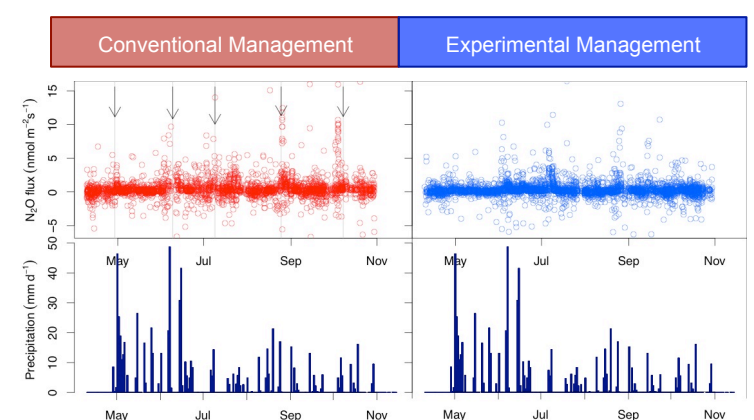 Conventional Management
Experimental Management
N₂O flux (nmol m⁻²s⁻¹)
15
10
5
0
−5
May Jul Sep Nov
May Jul Sep Nov
Precipitation (mm d⁻¹)
50
40
30
20
10
0
May Jul Sep Nov
May Jul Sep Nov